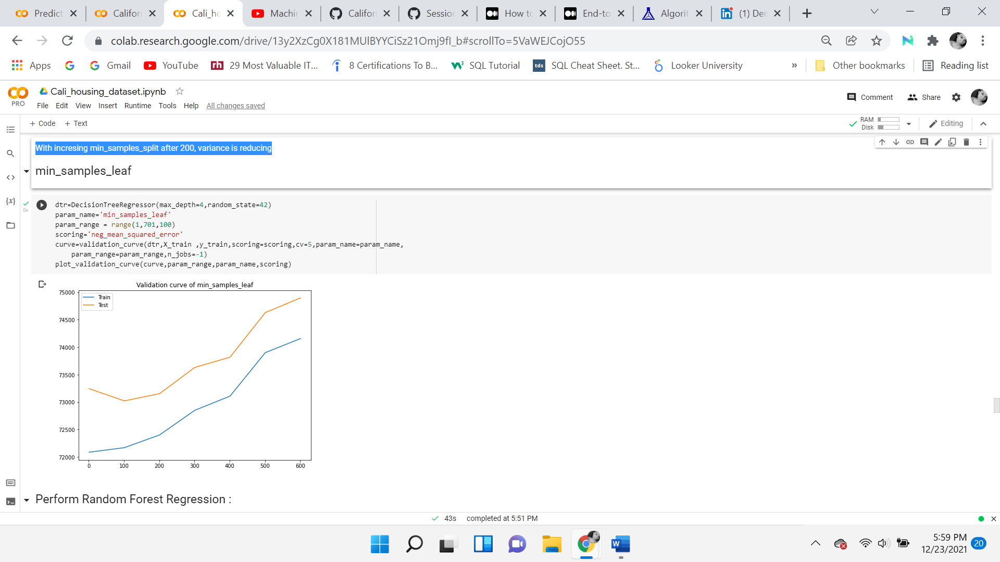 Predict
Califor
Cali_hc
Machin
Califor
Session
How to
End-to
Algorit
(1) Der
colab.research.google.com/drive/13y2XzCg0X181MUlBYYCiSz21Omj9fI_b#scrollTo=5VaWEJCojO55
Apps
Gmail
YouTube
29 Most Valuable IT...
8 Certifications To B...
SQL Tutorial
tds
SQL Cheat Sheet. St...
Looker University
»
Other bookmarks
Reading list
Cali_housing_dataset.ipynb
PRO
File Edit View Insert Runtime Tools Help All changes saved
Comment
Share
+ Code + Text
RAM
Disk
Editing
With incresing min_samples_split after 200, variance is reducing
min_samples_leaf
0s
dtr=DecisionTreeRegressor(max_depth=4,random_state=42)
param_name='min_samples_leaf'
param_range = range(1,701,100)
scoring='neg_mean_squared_error'
curve=validation_curve(dtr,X_train ,y_train,scoring=scoring,cv=5,param_name=param_name,
param_range=param_range,n_jobs=-1)
plot_validation_curve(curve,param_range,param_name,scoring)
Validation curve of min_samples_leaf
Train
Test
75000
74500
74000
73500
73000
72500
72000
0 100 200 300 400 500 600
Perform Random Forest Regression :
43s completed at 5:51 PM
5:59 PM
12/23/2021
20